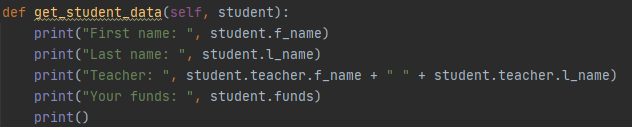 def get_student_data(self, student):
    print("First name: ", student.f_name)
    print("Last name: ", student.l_name)
    print("Teacher: ", student.teacher.f_name + " " + student.teacher.l_name)
    print("Your funds: ", student.funds)
    print()